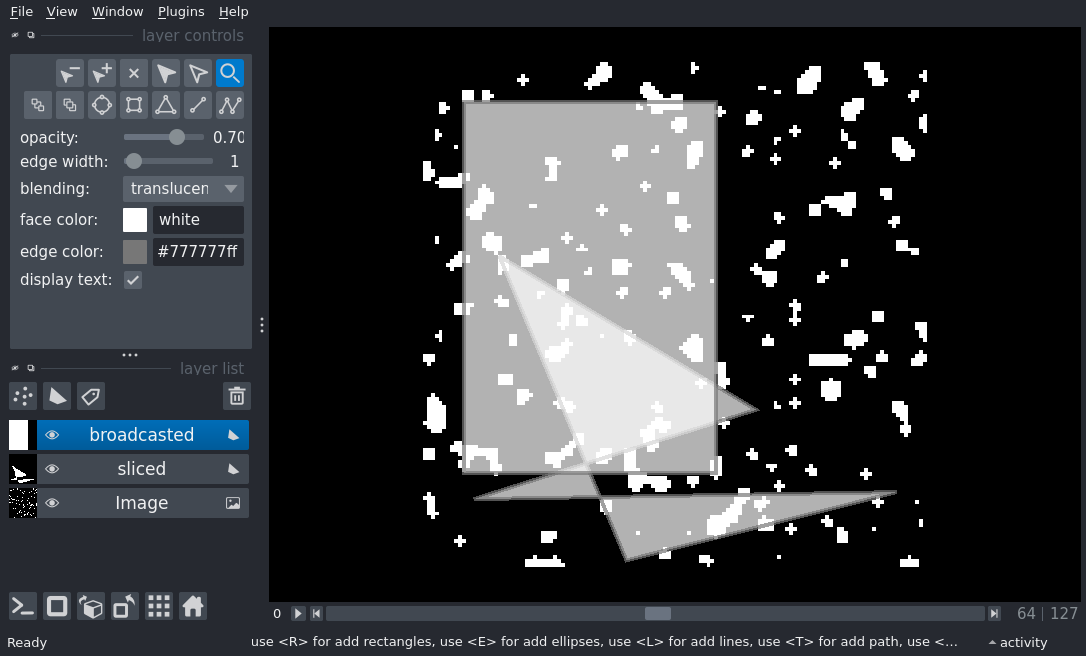 File View Window Plugins Help
layer controls
opacity: 0.70
edge width: 1
blending: translucen
face color: white
edge color: #777777ff
display text:
layer list
broadcasted
sliced
Image
0 64 127
Ready use <R> for add rectangles, use <E> for add ellipses, use <L> for add lines, use <T> for add path, use <... activity